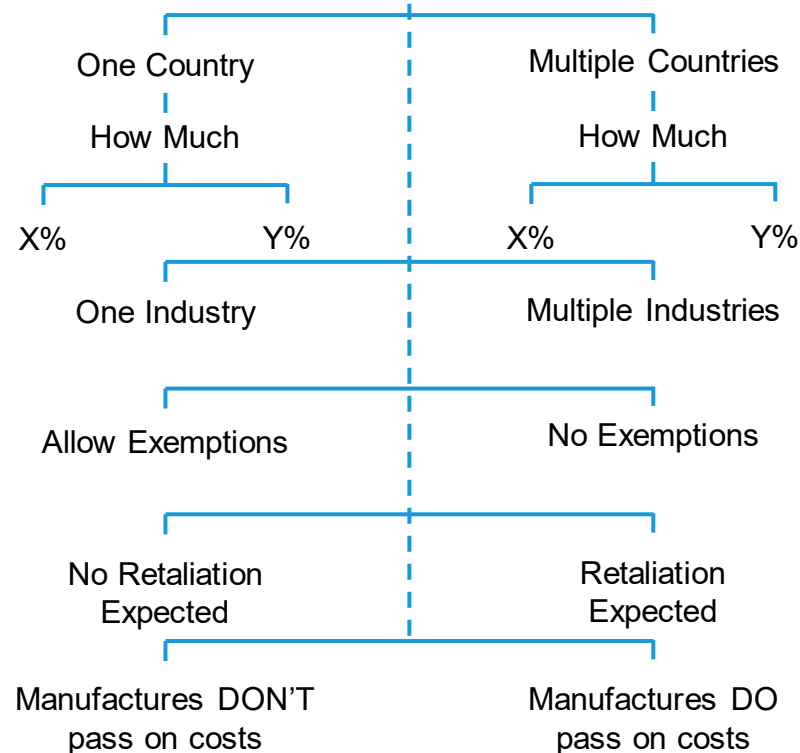 One Country
Multiple Countries
How Much
How Much
X%
Y%
X%
Y%
One Industry
Multiple Industries
Allow Exemptions
No Exemptions
No Retaliation
Expected
Retaliation
Expected
Manufactures DON'T
pass on costs
Manufactures DO
pass on costs